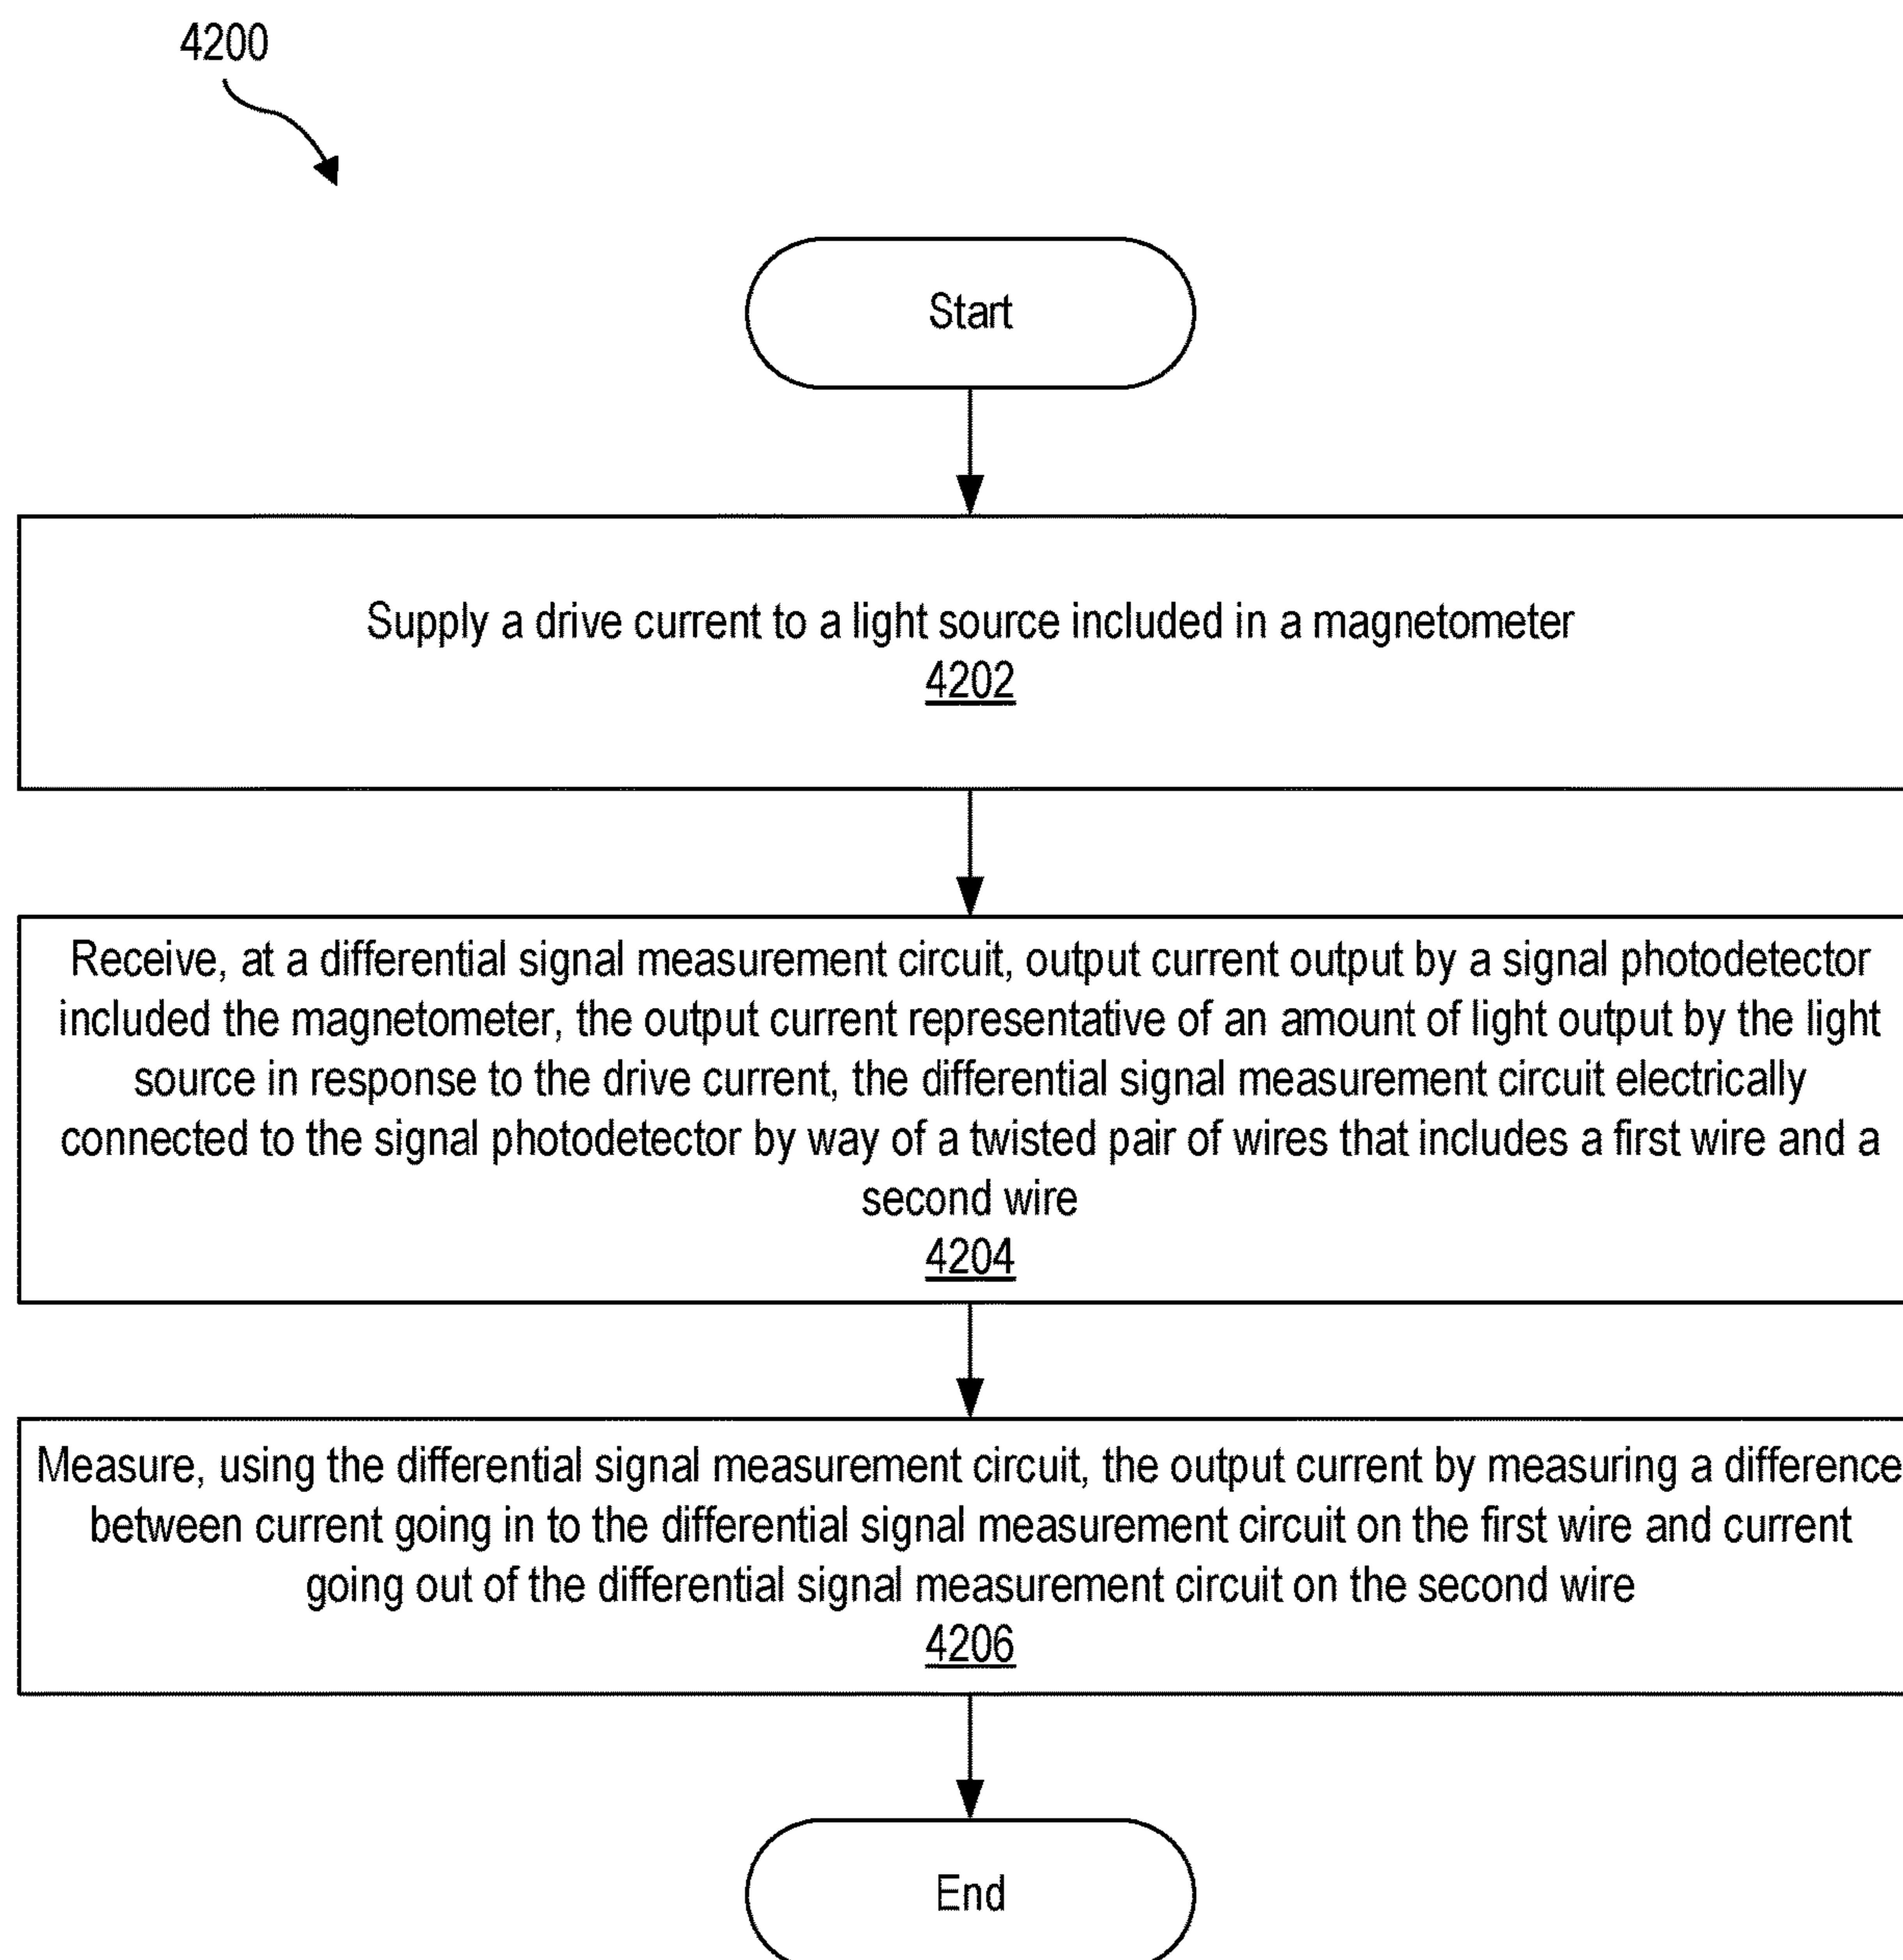 4200
Start
Supply a drive current to a light source included in a magnetometer
4202
Receive, at a differential signal measurement circuit, output current output by a signal photodetector
included the magnetometer, the output current representative of an amount of light output by the light
source in response to the drive current, the differential signal measurement circuit electrically
connected to the signal photodetector by way of a twisted pair of wires that includes a first wire and a
second wire
4204
Measure, using the differential signal measurement circuit, the output current by measuring a difference
between current going in to the differential signal measurement circuit on the first wire and current
going out of the differential signal measurement circuit on the second wire
4206
End